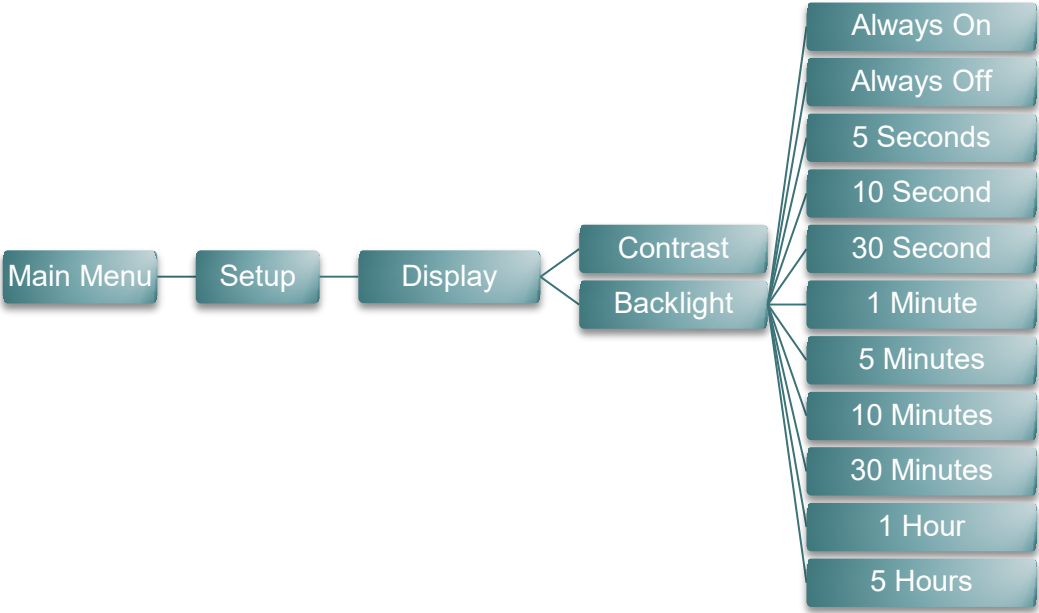 Main Menu
Setup
Display
Contrast
Backlight
Always On
Always Off
5 Seconds
10 Second
30 Second
1 Minute
5 Minutes
10 Minutes
30 Minutes
1 Hour
5 Hours